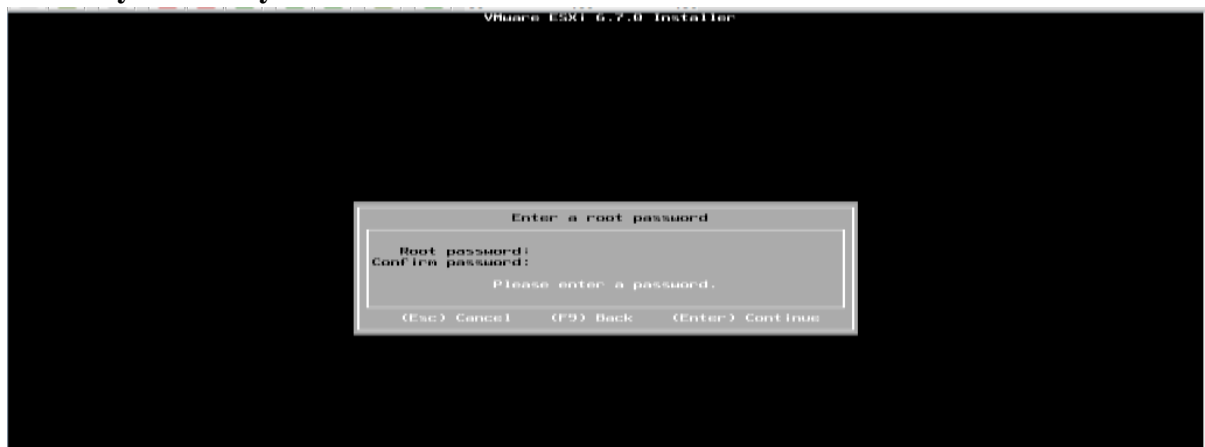 VMware ESXi 6.7.0 Installer
Enter a root password
Root password:
Confirm password:
Please enter a password.
(Esc) Cancel (F9) Back (Enter) Continue